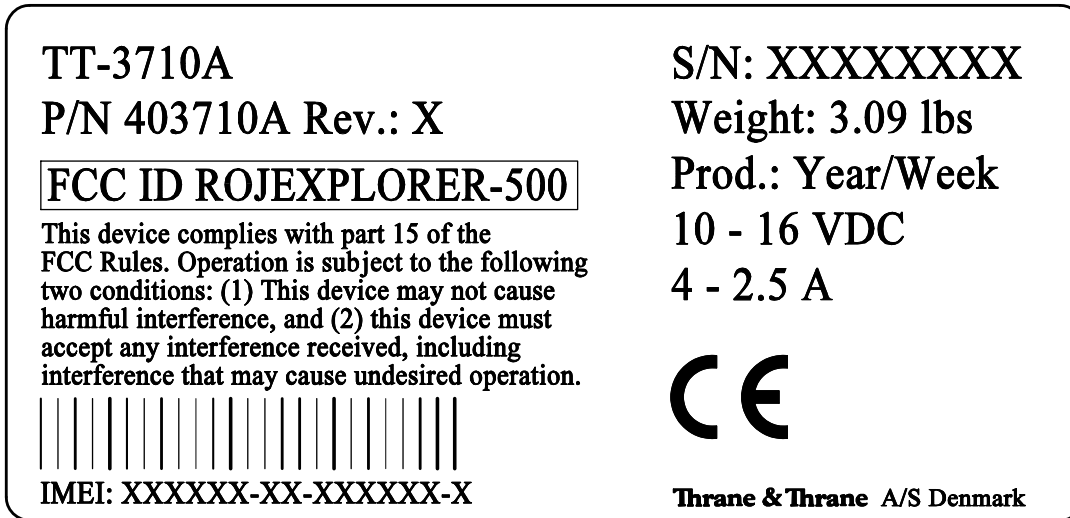 TT-3710A
P/N 403710A Rev.: X
FCC ID ROJEXPLORER-500
This device complies with part 15 of the
FCC Rules. Operation is subject to the following
two conditions: (1) This device may not cause
harmful interference, and (2) this device must
accept any interference received, including
interference that may cause undesired operation.
IMEI: XXXXXX-XX-XXXXXX-X
S/N: XXXXXXXX
Weight: 3.09 lbs
Prod.: Year/Week
10 - 16 VDC
4 - 2.5 A
CE
Thrane & Thrane A/S Denmark